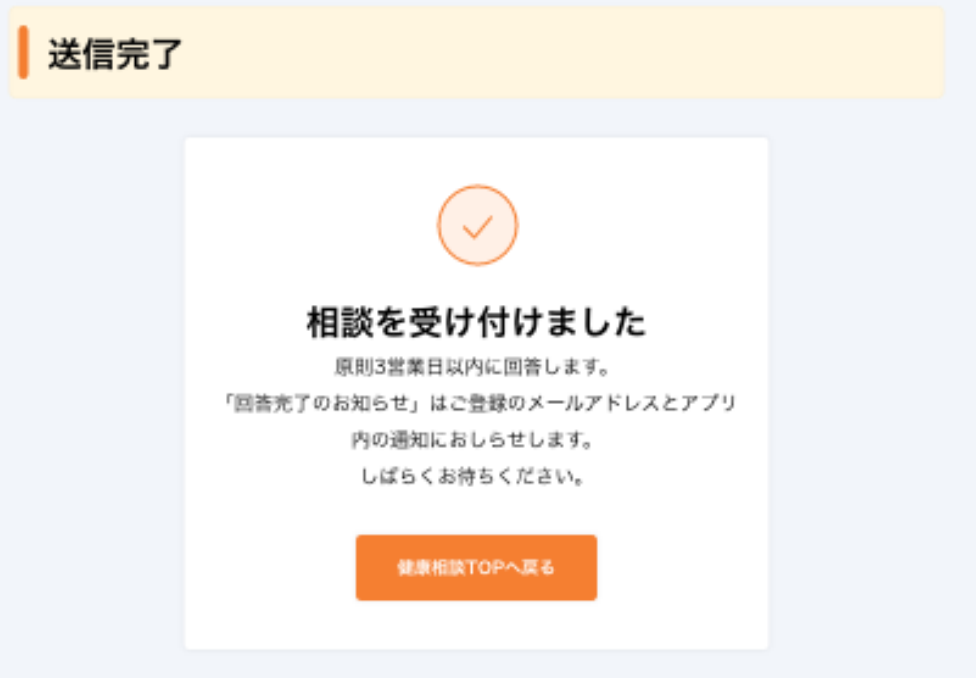 送信完了
相談を受け付けました
原則3営業日以内に回答します。
「回答完了のお知らせ」はご登録のメールアドレスとアプリ
内の通知におしらせします。
しばらくお待ちください。
健康相談TOPへ戻る